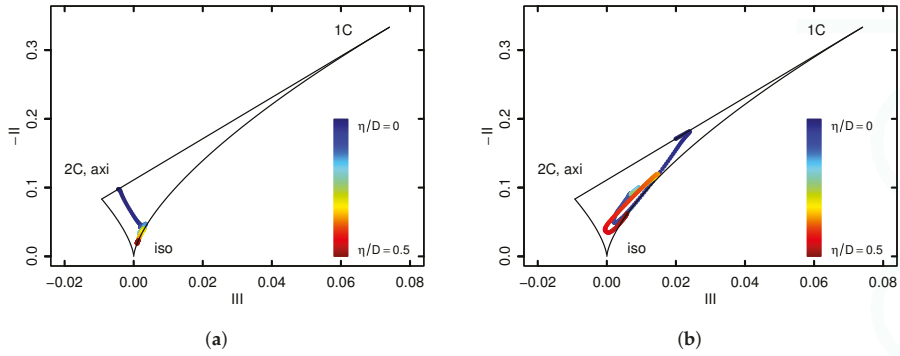 1C
2C, axi
iso
η/D = 0
η/D = 0.5
−II
0.0 0.1 0.2 0.3
−0.02 0.00 0.02 0.04 0.06 0.08
III
(a)
1C
2C, axi
iso
η/D = 0
η/D = 0.5
−II
0.0 0.1 0.2 0.3
−0.02 0.00 0.02 0.04 0.06 0.08
III
(b)